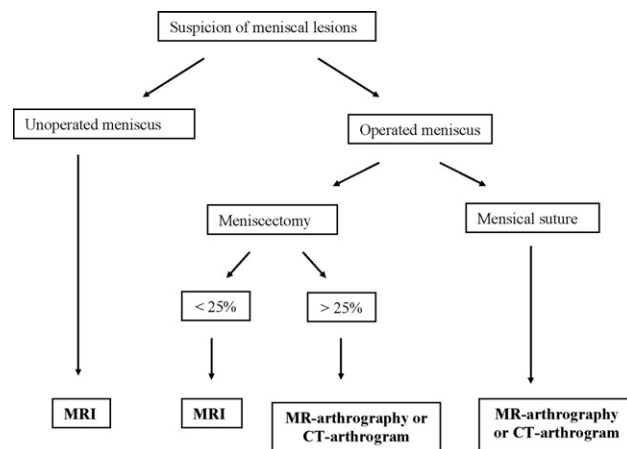 Suspicion of meniscal lesions
Unoperated meniscus
Operated meniscus
Meniscectomy
Mensical suture
< 25%
> 25%
MRI
MRI
MR-arthrography or
CT-arthrogram
MR-arthrography
or CT-arthrogram